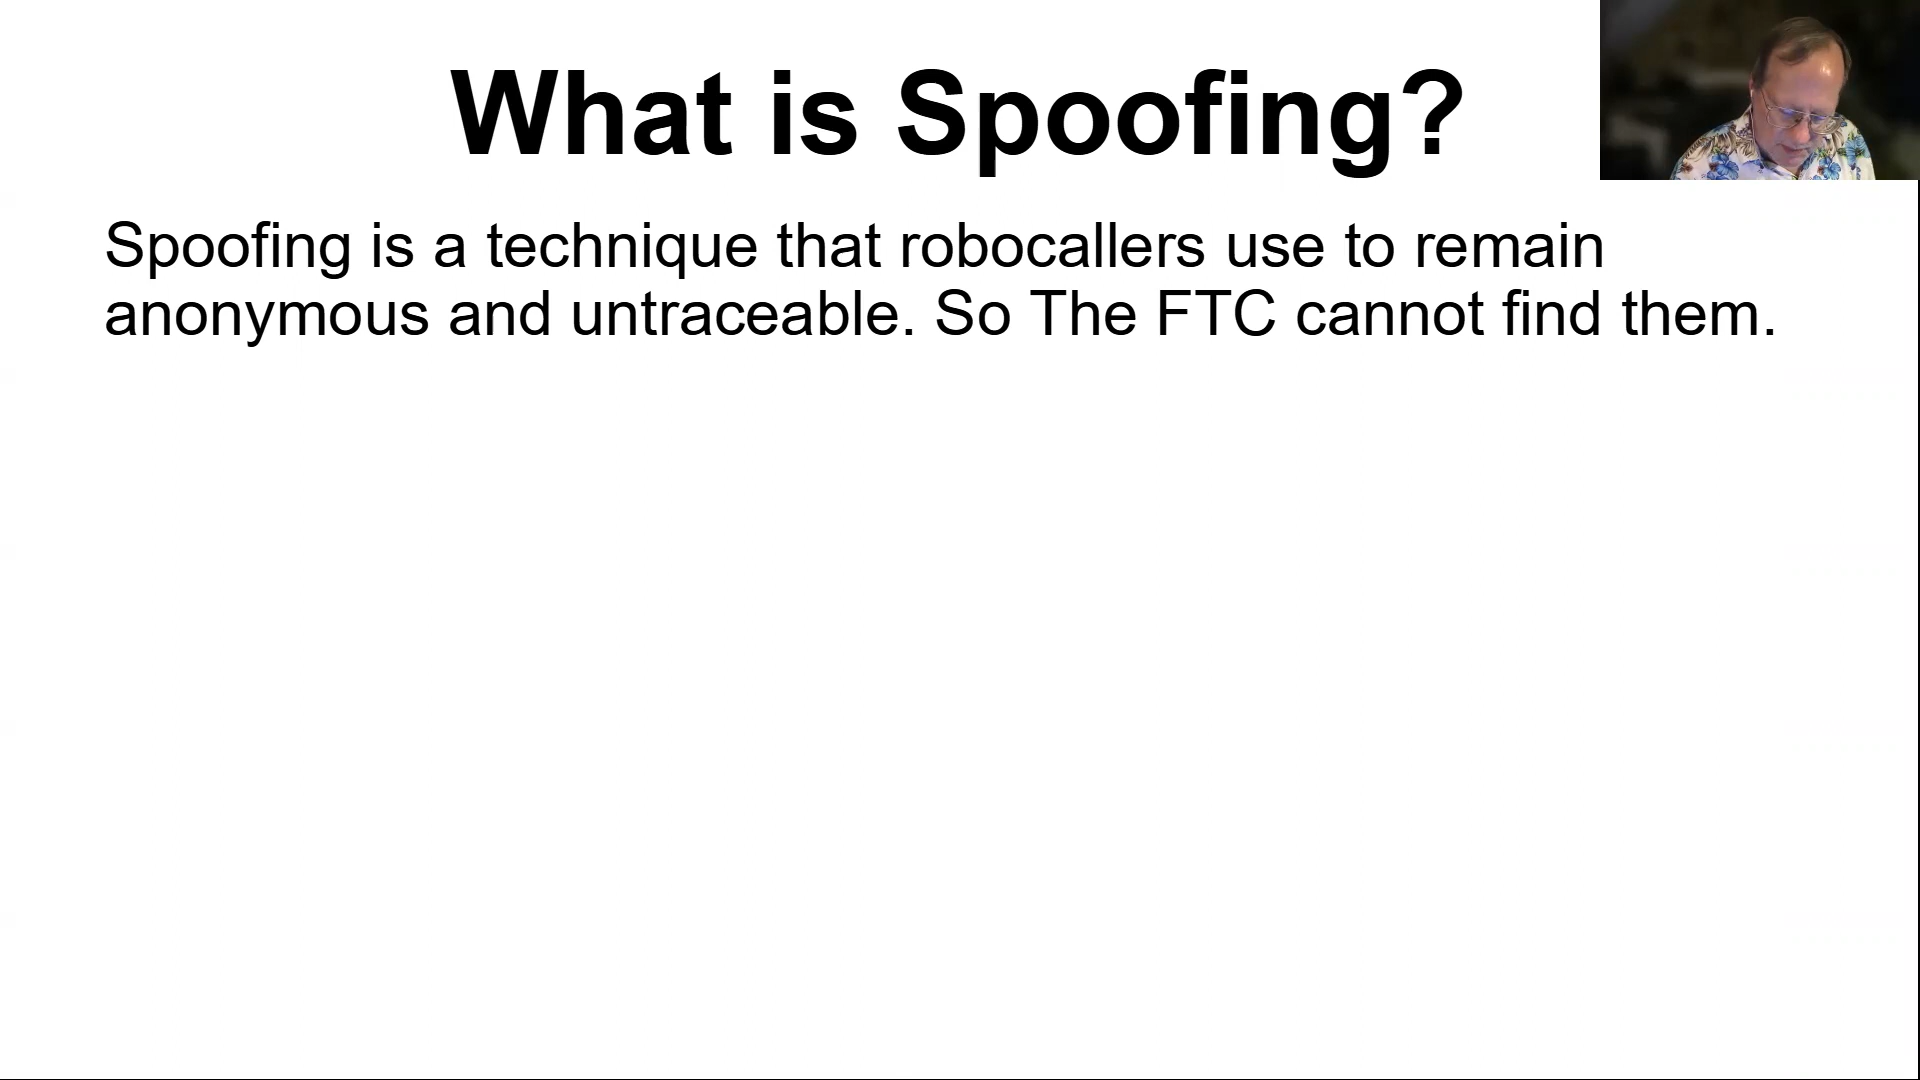 What is Spoofing?
Spoofing is a technique that robocallers use to remain
anonymous and untraceable. So The FTC cannot find them.